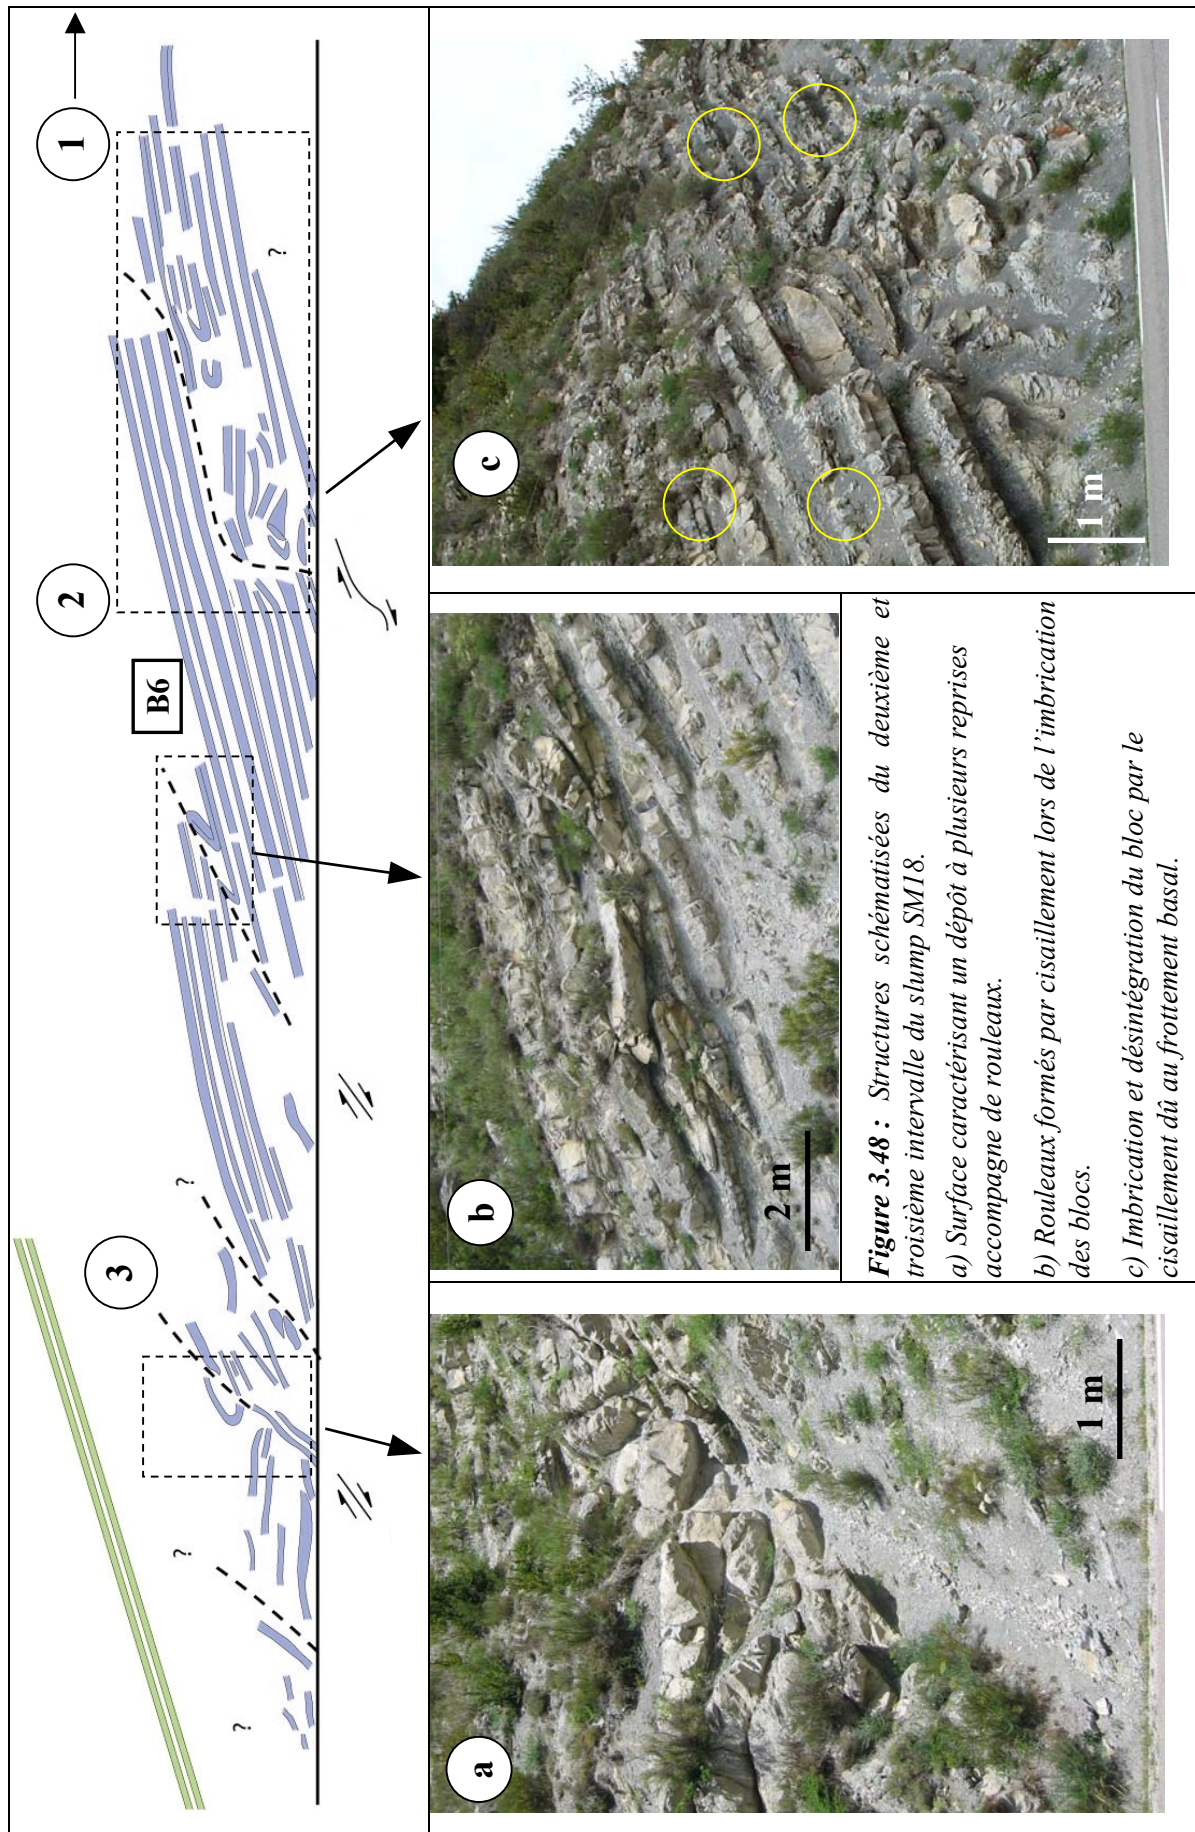 3
?
?
?
B6
2
1
?
a
1 m
b
2 m
c
1 m
Figure 3.48 : Structures schématisées du deuxième et
troisième intervalle du slump SM18.
a) Surface caractérisant un dépôt à plusieurs reprises
accompagne de rouleaux.
b) Rouleaux formés par cisaillement lors de l'imbrication
des blocs.
c) Imbrication et désintégration du bloc par le
cisaillement dû au frottement basal.